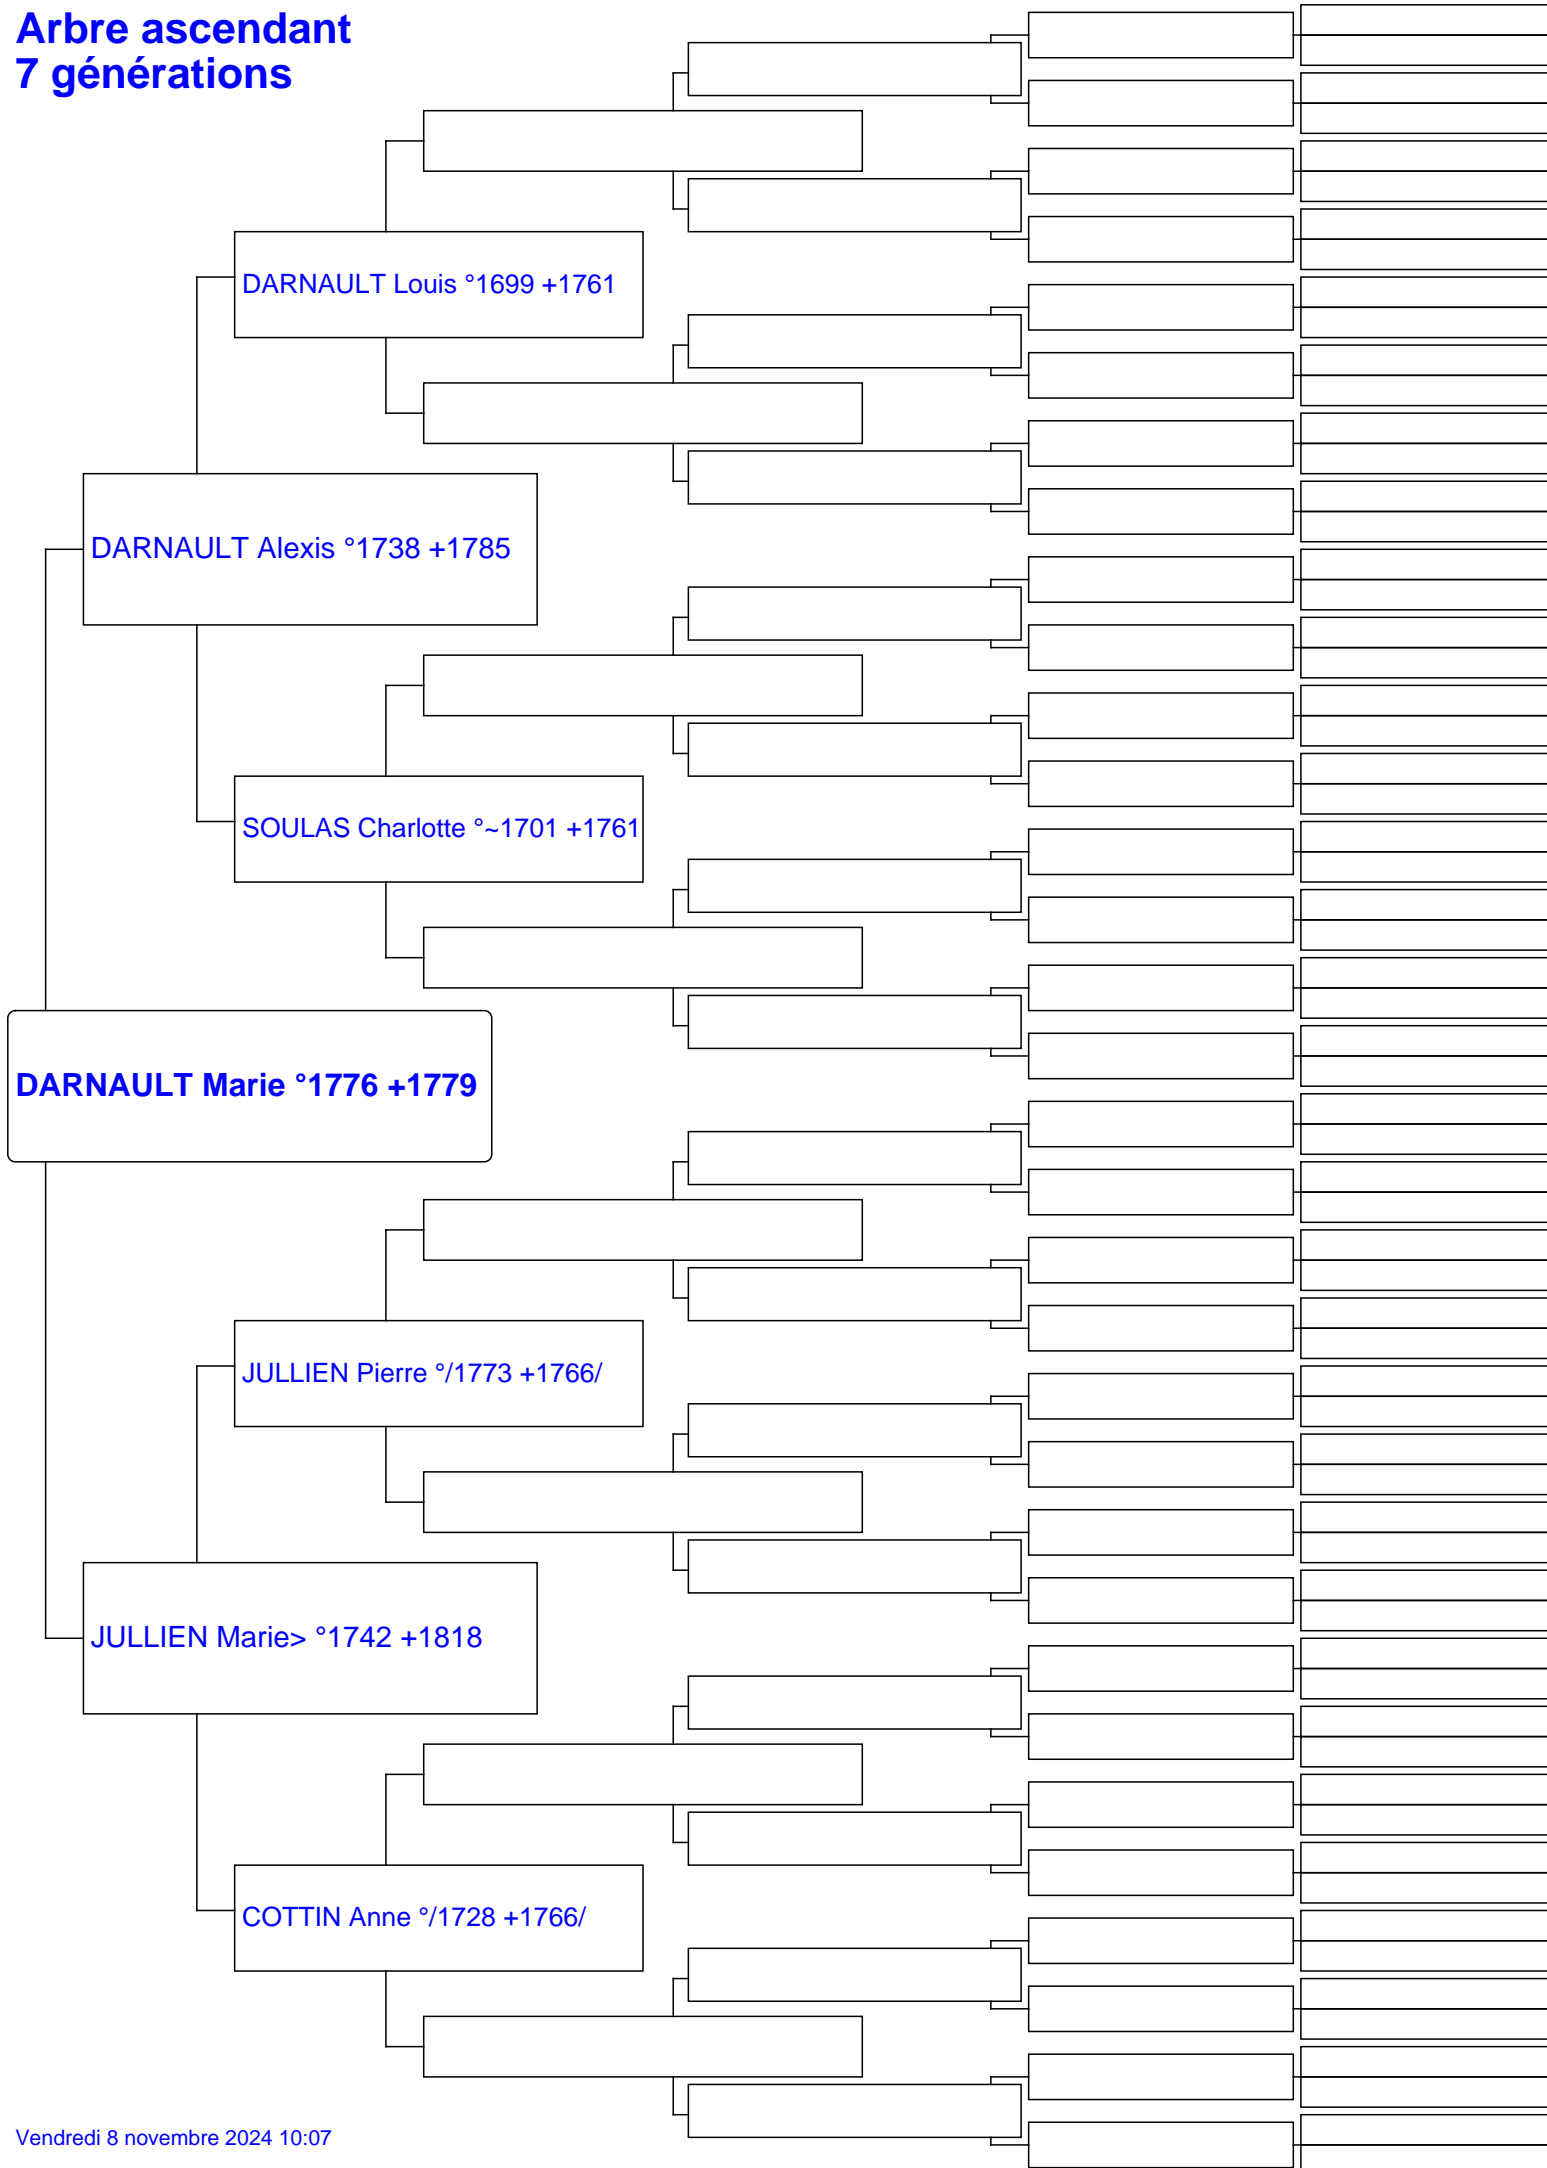 Arbre ascendant
7 générations
DARNAULT Louis °1699 +1761
DARNAULT Alexis °1738 +1785
SOULAS Charlotte °~1701 +1761
DARNAULT Marie °1776 +1779
JULLIEN Pierre °/1773 +1766/
JULLIEN Marie> °1742 +1818
COTTIN Anne °/1728 +1766/
Vendredi 8 novembre 2024 10:07